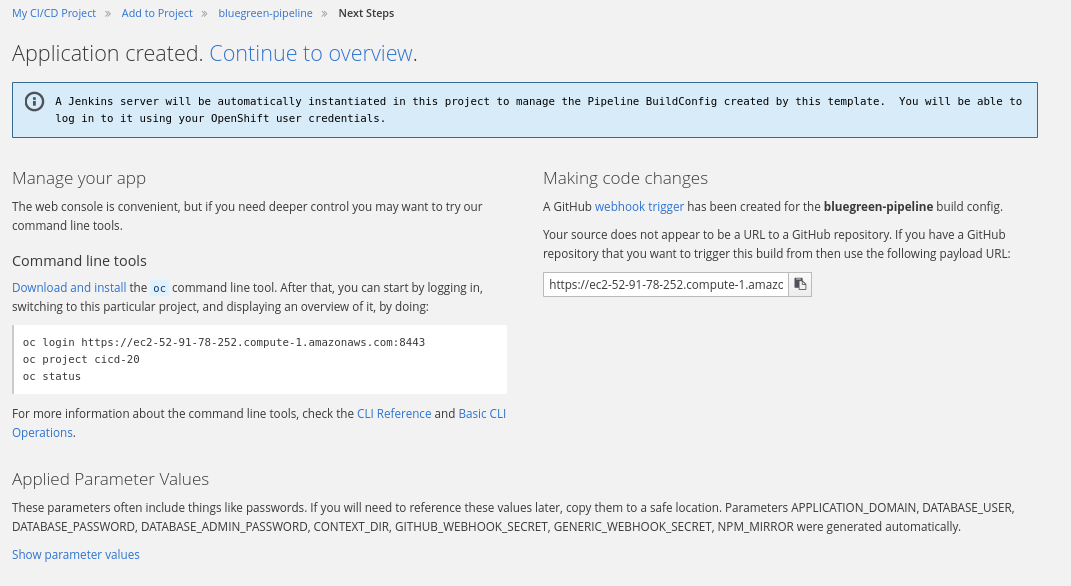 My CI/CD Project » Add to Project » bluegreen-pipeline » Next Steps
Application created. Continue to overview.
A Jenkins server will be automatically instantiated in this project to manage the Pipeline BuildConfig created by this template.  You will be able to
log in to it using your OpenShift user credentials.
Manage your app
The web console is convenient, but if you need deeper control you may want to try our
command line tools.
Command line tools
Download and install the oc command line tool. After that, you can start by logging in,
switching to this particular project, and displaying an overview of it, by doing:
oc login https://ec2-52-91-78-252.compute-1.amazonaws.com:8443
oc project cicd-20
oc status
For more information about the command line tools, check the CLI Reference and Basic CLI
Operations.
Making code changes
A GitHub webhook trigger has been created for the bluegreen-pipeline build config.
Your source does not appear to be a URL to a GitHub repository. If you have a GitHub
repository that you want to trigger this build from then use the following payload URL:
https://ec2-52-91-78-252.compute-1.amazc
Applied Parameter Values
These parameters often include things like passwords. If you will need to reference these values later, copy them to a safe location. Parameters APPLICATION_DOMAIN, DATABASE_USER,
DATABASE_PASSWORD, DATABASE_ADMIN_PASSWORD, CONTEXT_DIR, GITHUB_WEBHOOK_SECRET, GENERIC_WEBHOOK_SECRET, NPM_MIRROR were generated automatically.
Show parameter values